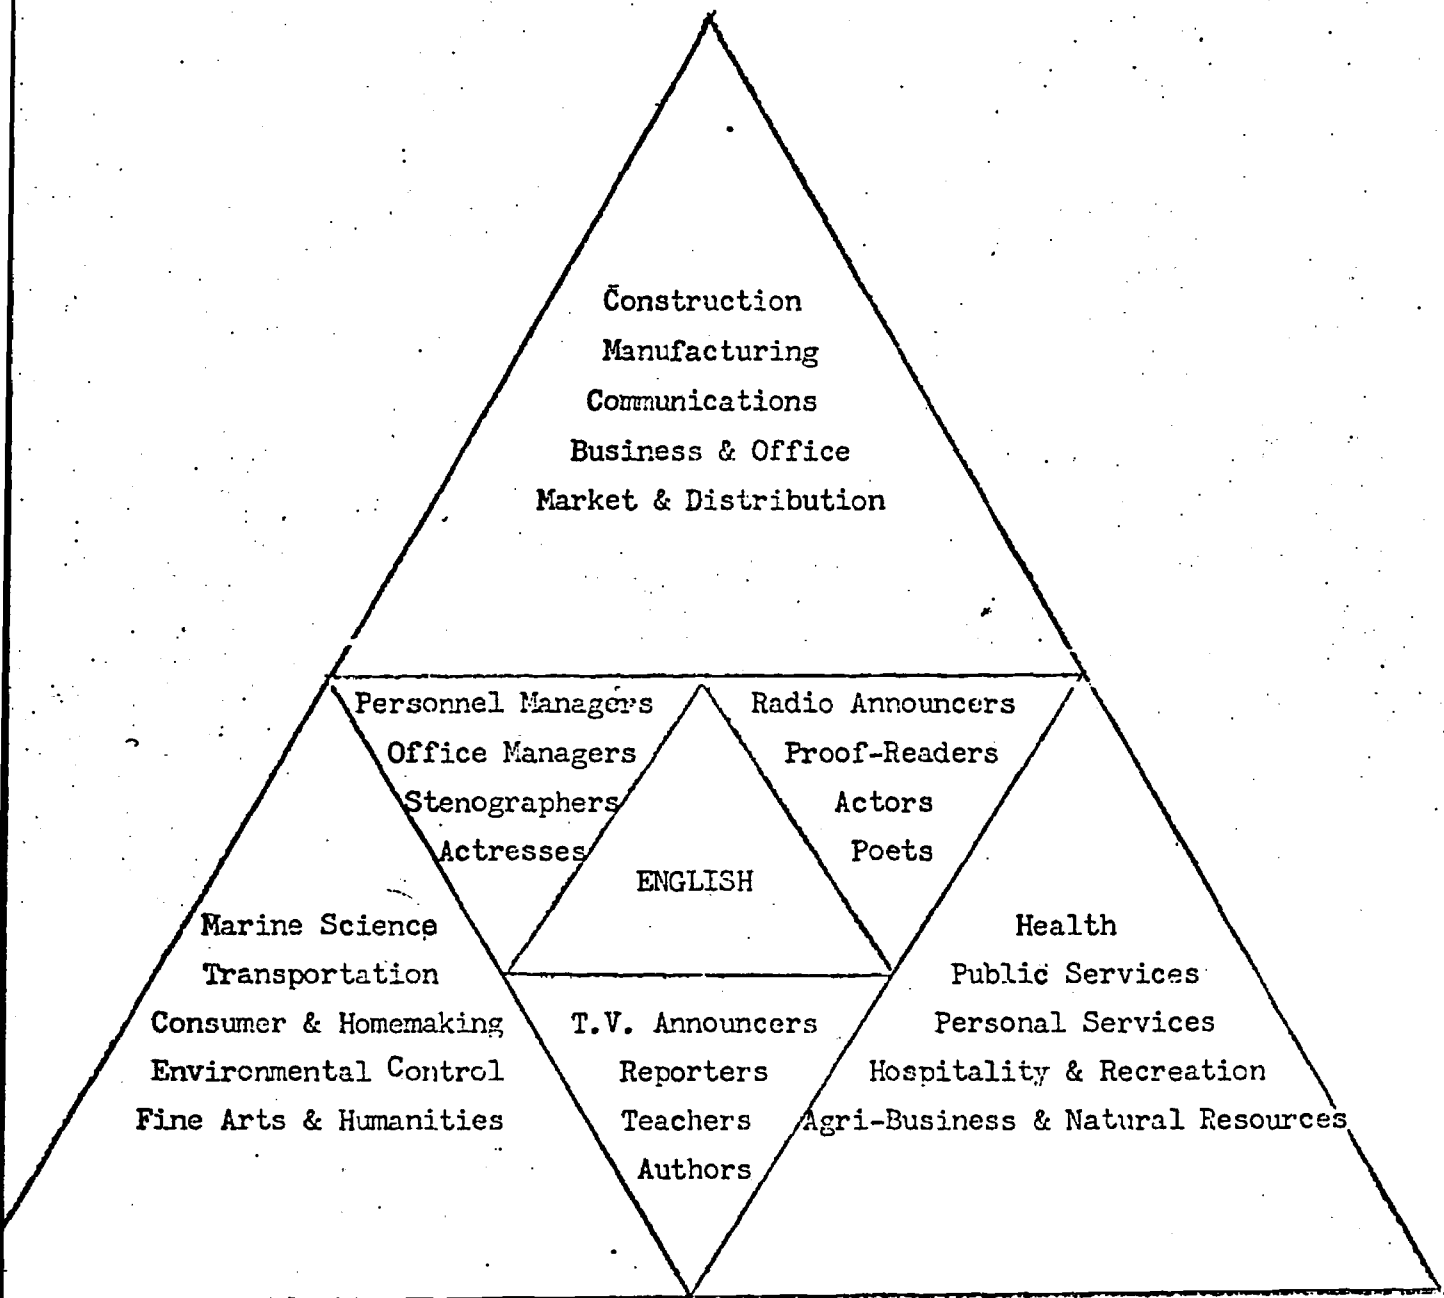 Construction
Manufacturing
Communications
Business & Office
Market & Distribution
Personnel Managers
Office Managers
Stenographers
Actresses
Radio Announcers
Proof-Readers
Actors
Poets
ENGLISH
Marine Science
Transportation
Consumer & Homemaking
Environmental Control
Fine Arts & Humanities
T.V. Announcers
Reporters
Teachers
Authors
Health
Public Services
Personal Services
Hospitality & Recreation
Agri-Business & Natural Resources